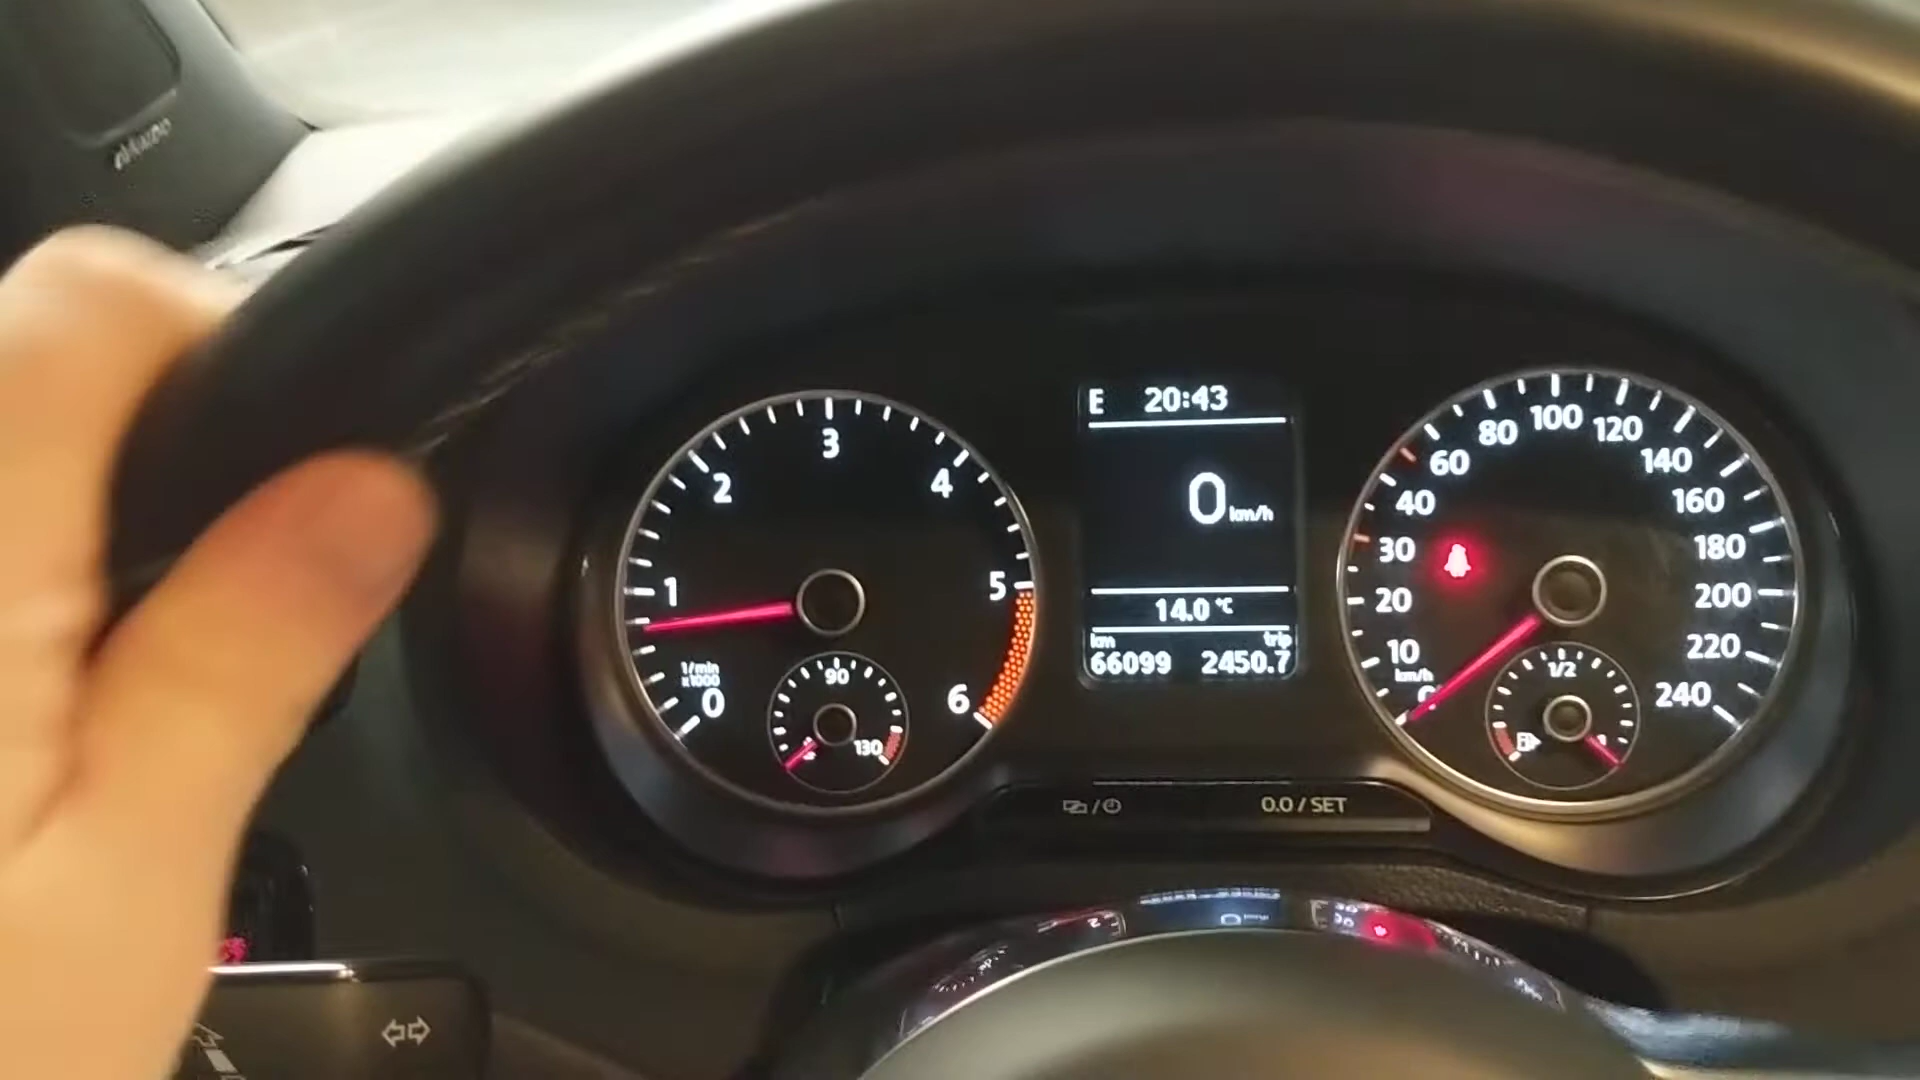 AIRBAG
E 20:43
0 km/h
14.0 °C
km trip
66099 2450.7
0 1 2 3 4 5 6
1/min
x1000
90
130
0 10 20 30 40 60 80 100 120 140 160 180 200 220 240
km/h
1/2
0.0 / SET